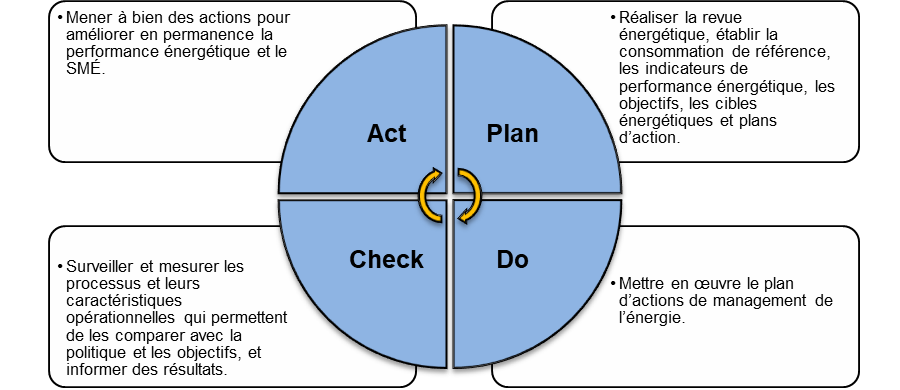 • Mener à bien des actions pour
améliorer en permanence la
performance énergétique et le
SMÉ.
• Réaliser la revue
énergétique, établir la
consommation de référence,
les indicateurs de
performance énergétique, les
objectifs, les cibles
énergétiques et plans
d’action.
Act
Plan
Check
Do
• Surveiller et mesurer les
processus et leurs
caractéristiques
opérationnelles qui permettent
de les comparer avec la
politique et les objectifs, et
informer des résultats.
• Mettre en œuvre le plan
d’actions de management de
l’énergie.